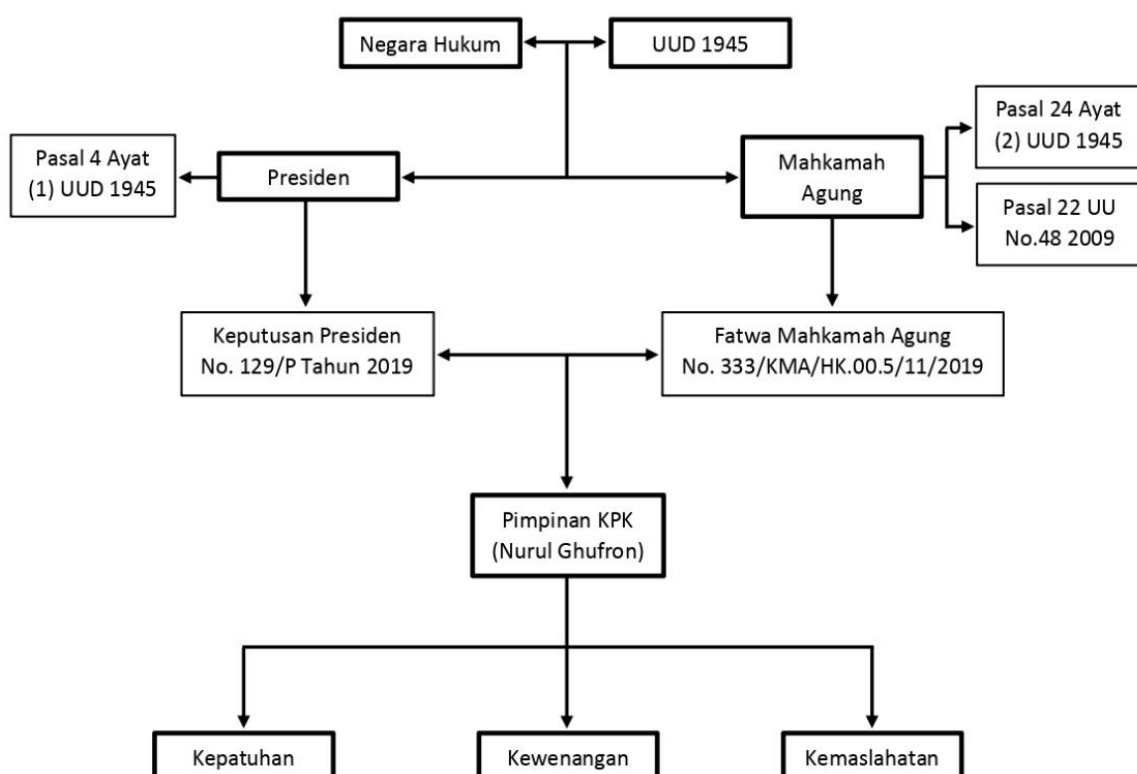 Negara Hukum
UUD 1945
Pasal 4 Ayat
(1) UUD 1945
Presiden
Mahkamah
Agung
Pasal 24 Ayat
(2) UUD 1945
Pasal 22 UU
No.48 2009
Keputusan Presiden
No. 129/P Tahun 2019
Fatwa Mahkamah Agung
No. 333/KMA/HK.00.5/11/2019
Pimpinan KPK
(Nurul Ghufron)
Kepatuhan
Kewenangan
Kemaslahatan